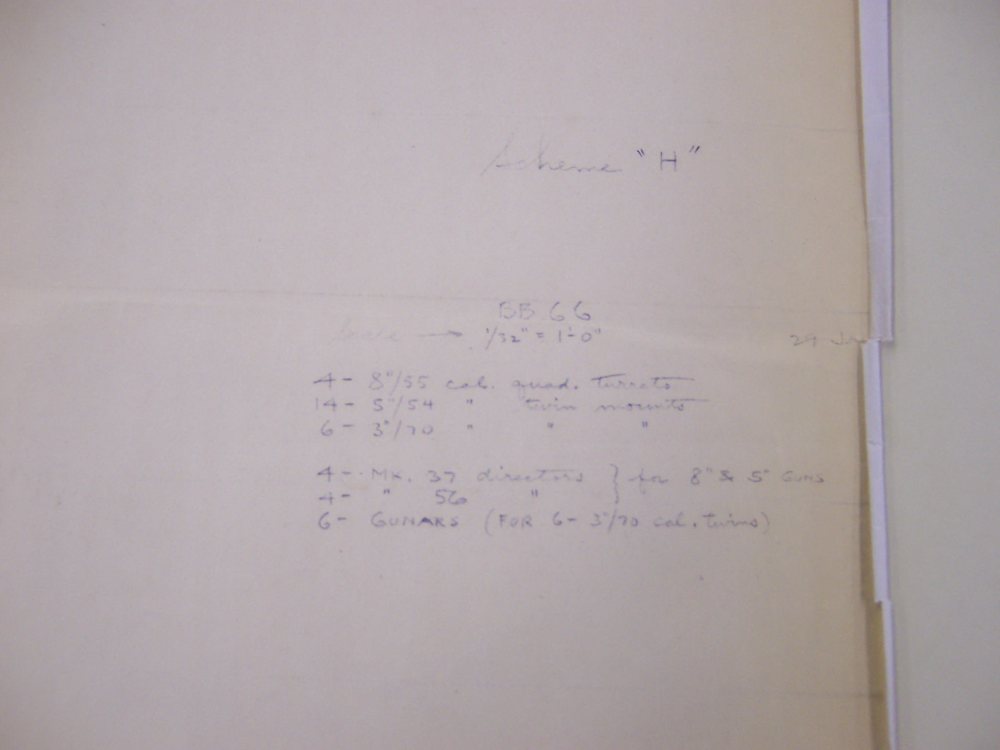 Scheme "H"
BB 66
Scale → 1/32" = 1'-0"
29 Ja
4 - 8"/55 cal. quad. turrets
14 - 5"/54 " twin mounts
6 - 3"/70 " " "
4 - Mk. 37 directors } for 8" & 5" GUNS
4 - " 56 "
6 - GUNARS (FOR 6 - 3"/70 cal. twins)